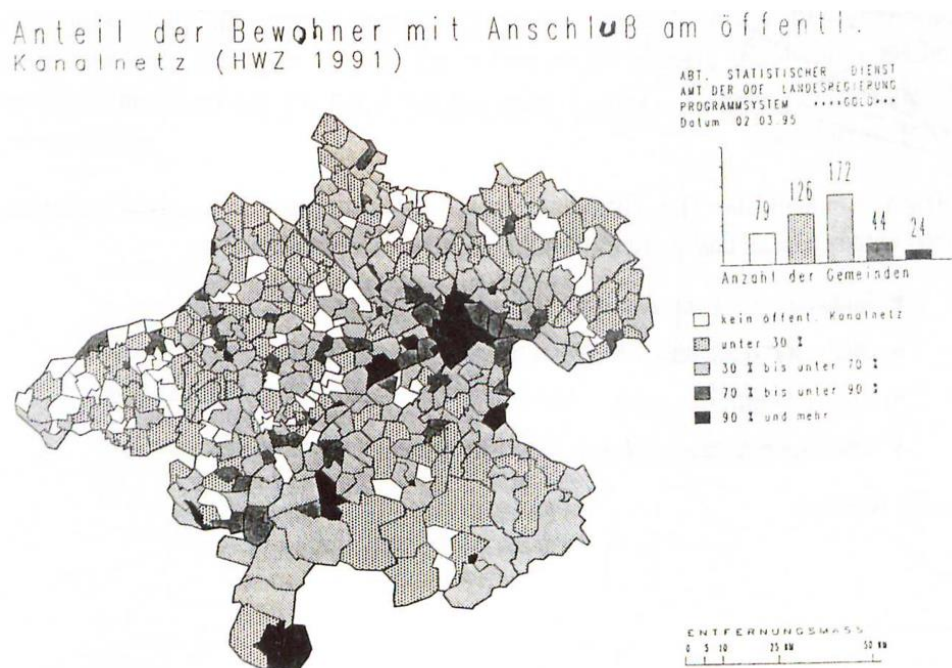 Anteil der Bewohner mit Anschluß am öffentl.
Kanalnetz (HWZ 1991)
ABT. STATISTISCHER DIENST
AMT DER OOE LANDESREGIERUNG
PROGRAMMSYSTEM ****GOLD***
Datum 02 03.95
79 126 172 44 24
Anzahl der Gemeinden
kein öffent. Kanalnetz
unter 30 %
30 % bis unter 70 %
70 % bis unter 90 %
90 % und mehr
ENTFERNUNGSMASS
0 5 10 25 KM 50 KM